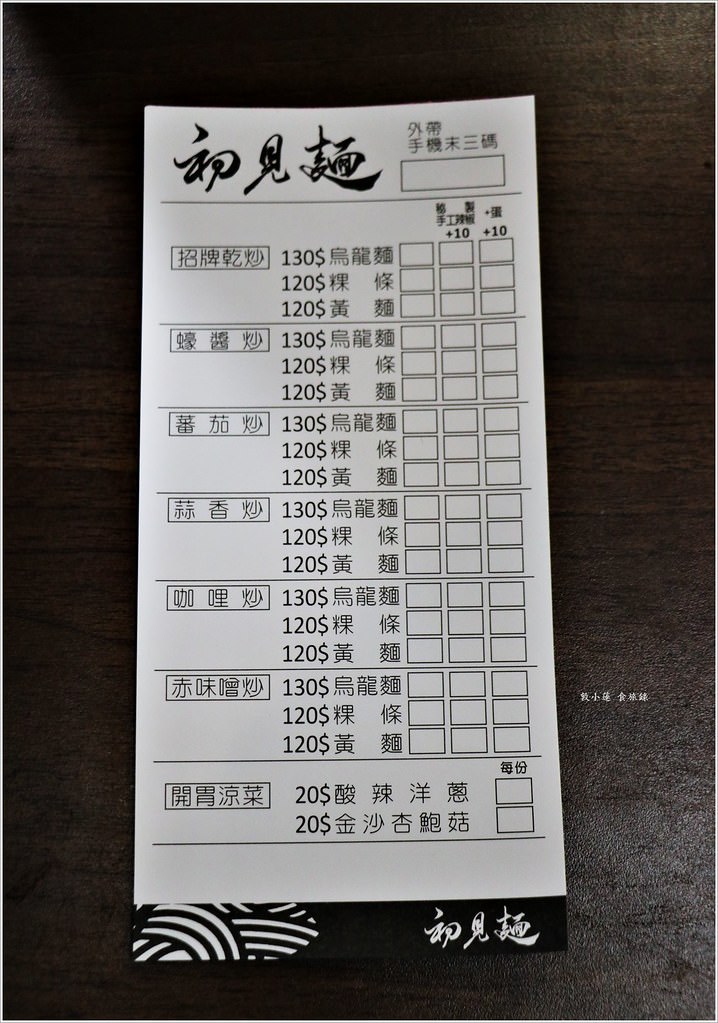 初見麵
外帶
手機末三碼
秘製
手工辣椒
+10
+蛋
+10
招牌乾炒 130$烏龍麵
120$粿條
120$黃麵
蠔醬炒 130$烏龍麵
120$粿條
120$黃麵
蕃茄炒 130$烏龍麵
120$粿條
120$黃麵
蒜香炒 130$烏龍麵
120$粿條
120$黃麵
咖哩炒 130$烏龍麵
120$粿條
120$黃麵
赤味噌炒 130$烏龍麵
120$粿條
120$黃麵
每份
開胃涼菜 20$酸辣洋蔥
20$金沙杏鮑菇
初見麵
小蓮 食旅錄